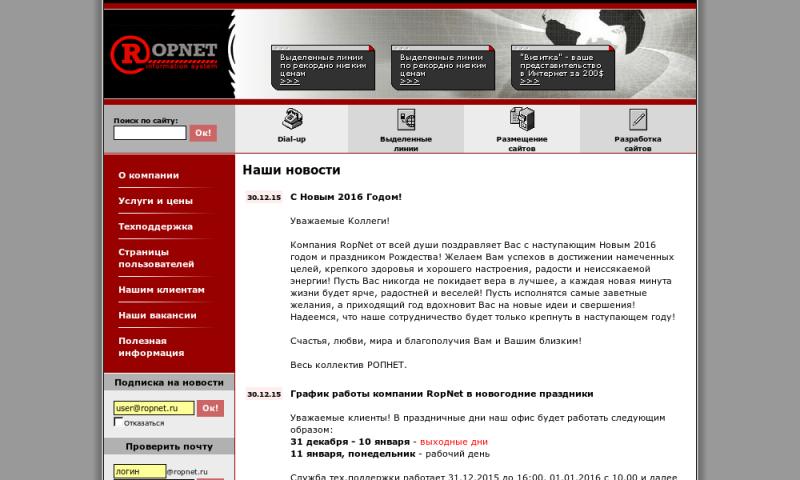 ROPNET
information system
Выделенные линии
по рекордно низким
ценам
>>>
Выделенные линии
по рекордно низким
ценам
>>>
"Визитка" - ваше
представительство
в Интернет за 200$
>>>
Поиск по сайту:
Ок!
Dial-up
Выделенные
линии
Размещение
сайтов
Разработка
сайтов
О компании
Услуги и цены
Техподдержка
Страницы
пользователей
Нашим клиентам
Наши вакансии
Полезная
информация
Подписка на новости
user@ropnet.ru
Ок!
Отказаться
Проверить почту
логин
@ropnet.ru
Наши новости
30.12.15
С Новым 2016 Годом!
Уважаемые Коллеги!
Компания RopNet от всей души поздравляет Вас с наступающим Новым 2016
годом и праздником Рождества! Желаем Вам успехов в достижении намеченных
целей, крепкого здоровья и хорошего настроения, радости и неиссякаемой
энергии! Пусть Вас никогда не покидает вера в лучшее, а каждая новая минута
жизни будет ярче, радостней и веселей! Пусть исполнятся самые заветные
желания, а приходящий год вдохновит Вас на новые идеи и свершения!
Надеемся, что наше сотрудничество будет только крепнуть в наступающем году!
Счастья, любви, мира и благополучия Вам и Вашим близким!
Весь коллектив РОПНЕТ.
30.12.15
График работы компании RopNet в новогодние праздники
Уважаемые клиенты! В праздничные дни наш офис будет работать следующим
образом:
31 декабря - 10 января - выходные дни
11 января, понедельник - рабочий день
Служба тех.поддержки работает 31.12.2015 до 16:00, 01.01.2016 с 10.00 и далее